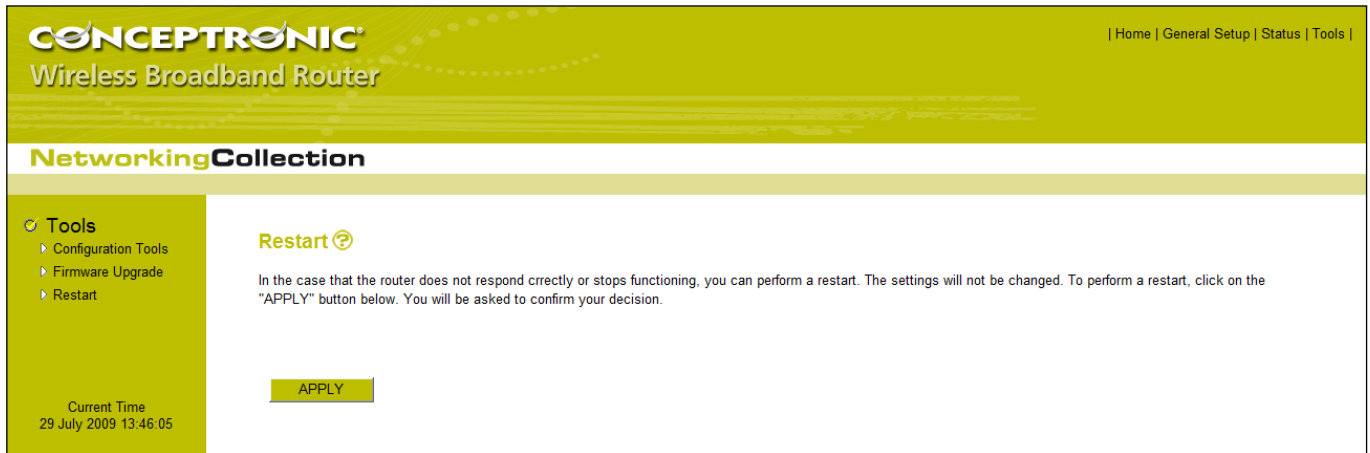 CONCEPTRONIC®
| Home | General Setup | Status | Tools |
Wireless Broadband Router
NetworkingCollection
Tools
Configuration Tools
Firmware Upgrade
Restart
Current Time
29 July 2009 13:46:05
Restart ?
In the case that the router does not respond crrectly or stops functioning, you can perform a restart. The settings will not be changed. To perform a restart, click on the
"APPLY" button below. You will be asked to confirm your decision.
APPLY